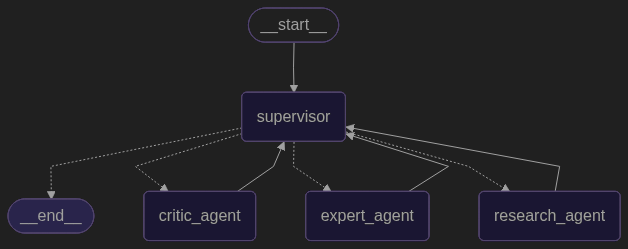 __start__
supervisor
__end__
critic_agent
expert_agent
research_agent